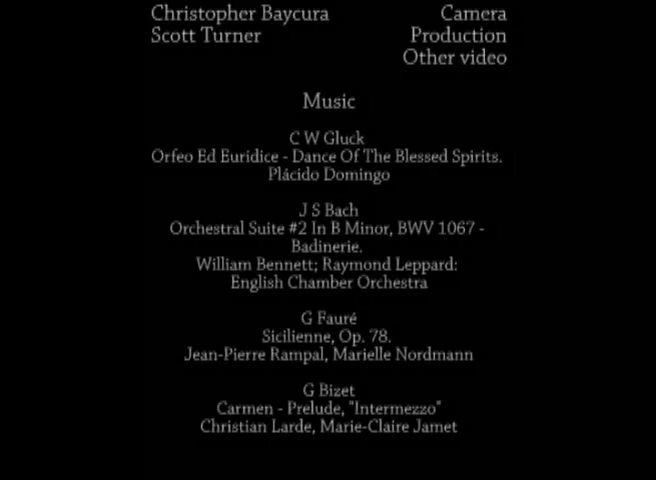 Christopher Baycura Camera
Scott Turner Production
Other video
Music
C W Gluck
Orfeo Ed Euridice - Dance Of The Blessed Spirits.
Plácido Domingo
J S Bach
Orchestral Suite #2 In B Minor, BWV 1067 -
Badinerie.
William Bennett; Raymond Leppard:
English Chamber Orchestra
G Fauré
Sicilienne, Op. 78.
Jean-Pierre Rampal, Marielle Nordmann
G Bizet
Carmen - Prelude, "Intermezzo"
Christian Larde, Marie-Claire Jamet